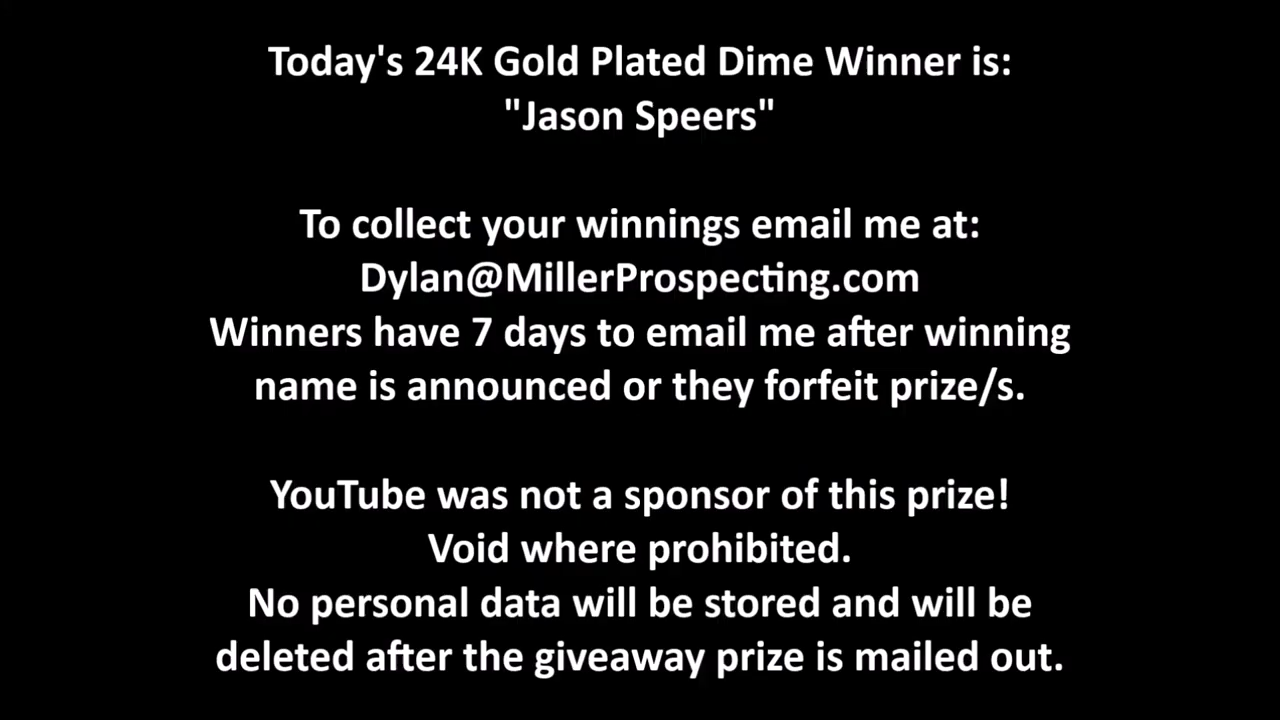 Today's 24K Gold Plated Dime Winner is:
"Jason Speers"
To collect your winnings email me at:
Dylan@MillerProspecting.com
Winners have 7 days to email me after winning
name is announced or they forfeit prize/s.
YouTube was not a sponsor of this prize!
Void where prohibited.
No personal data will be stored and will be
deleted after the giveaway prize is mailed out.